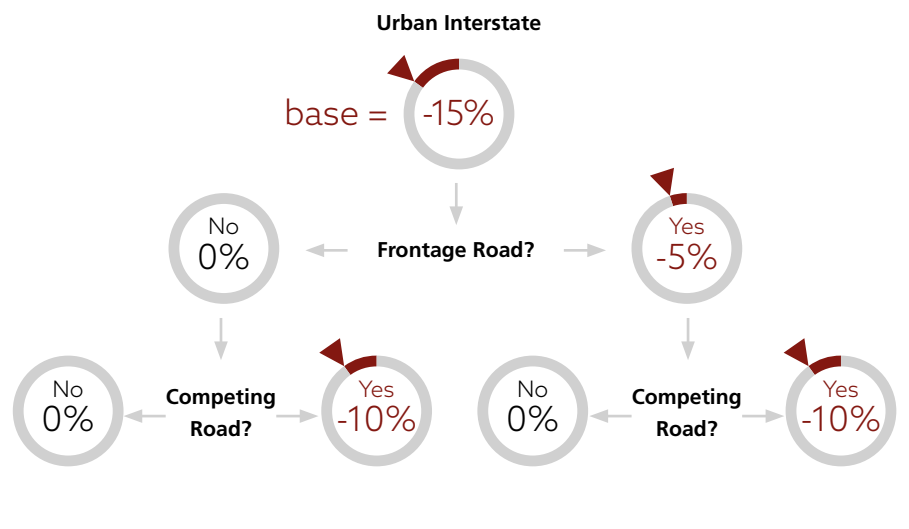 Urban Interstate
base =
-15%
No
0%
Frontage Road?
Yes
-5%
No
0%
Competing
Road?
Yes
-10%
No
0%
Competing
Road?
Yes
-10%